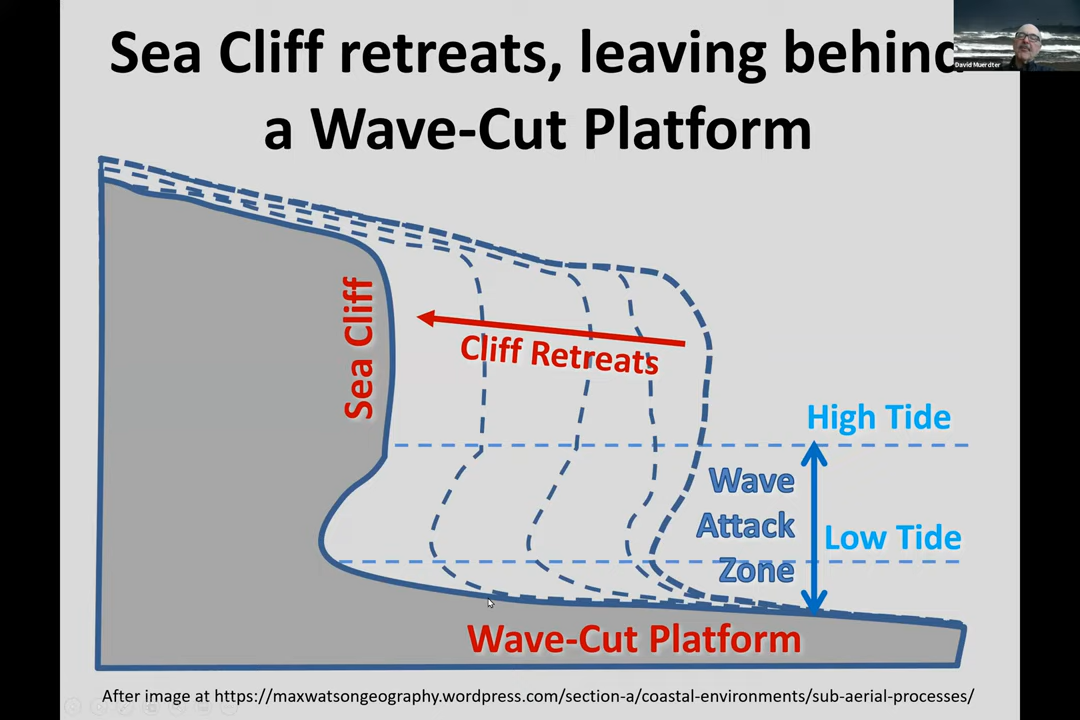 Sea Cliff retreats, leaving behind
a Wave-Cut Platform
David Muerdter
Sea Cliff
Cliff Retreats
High Tide
Wave
Attack
Zone
Low Tide
Wave-Cut Platform
After image at https://maxwatsongeography.wordpress.com/section-a/coastal-environments/sub-aerial-processes/